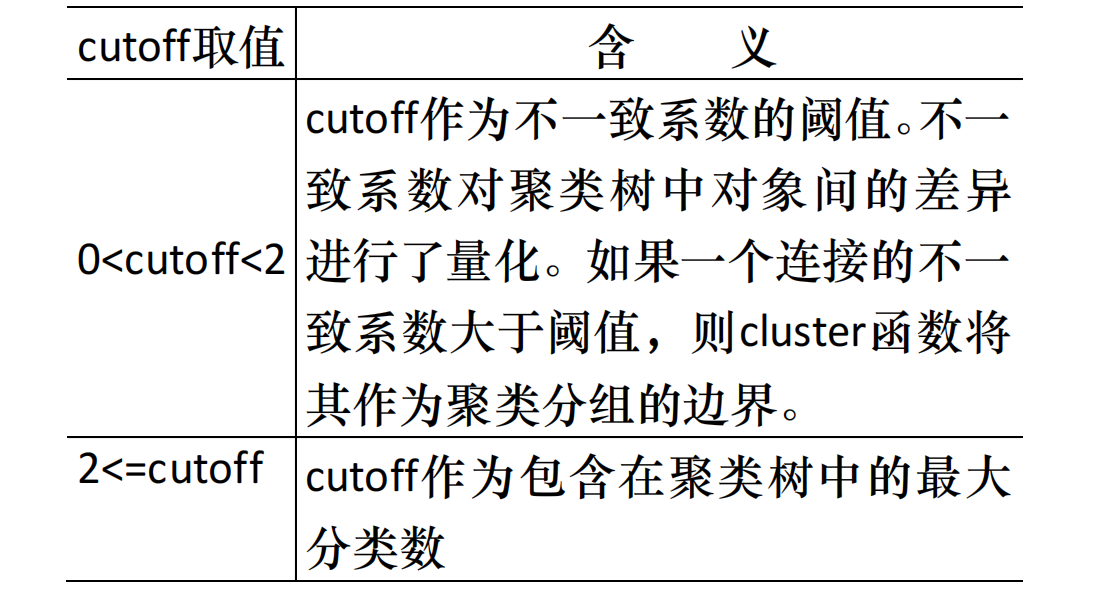 cutoff取值 含 义
cutoff作为不一致系数的阈值。不一
致系数对聚类树中对象间的差异
0<cutoff<2 进行了量化。如果一个连接的不一
致系数大于阈值，则cluster函数将
其作为聚类分组的边界。
2<=cutoff cutoff作为包含在聚类树中的最大
分类数